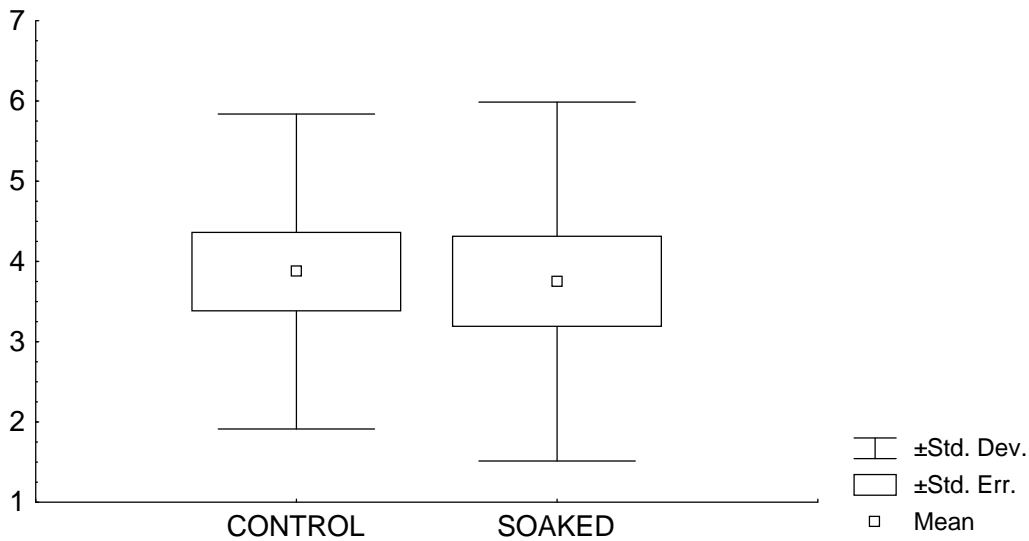 7
6
5
4
3
2
1
CONTROL SOAKED
±Std. Dev.
±Std. Err.
Mean